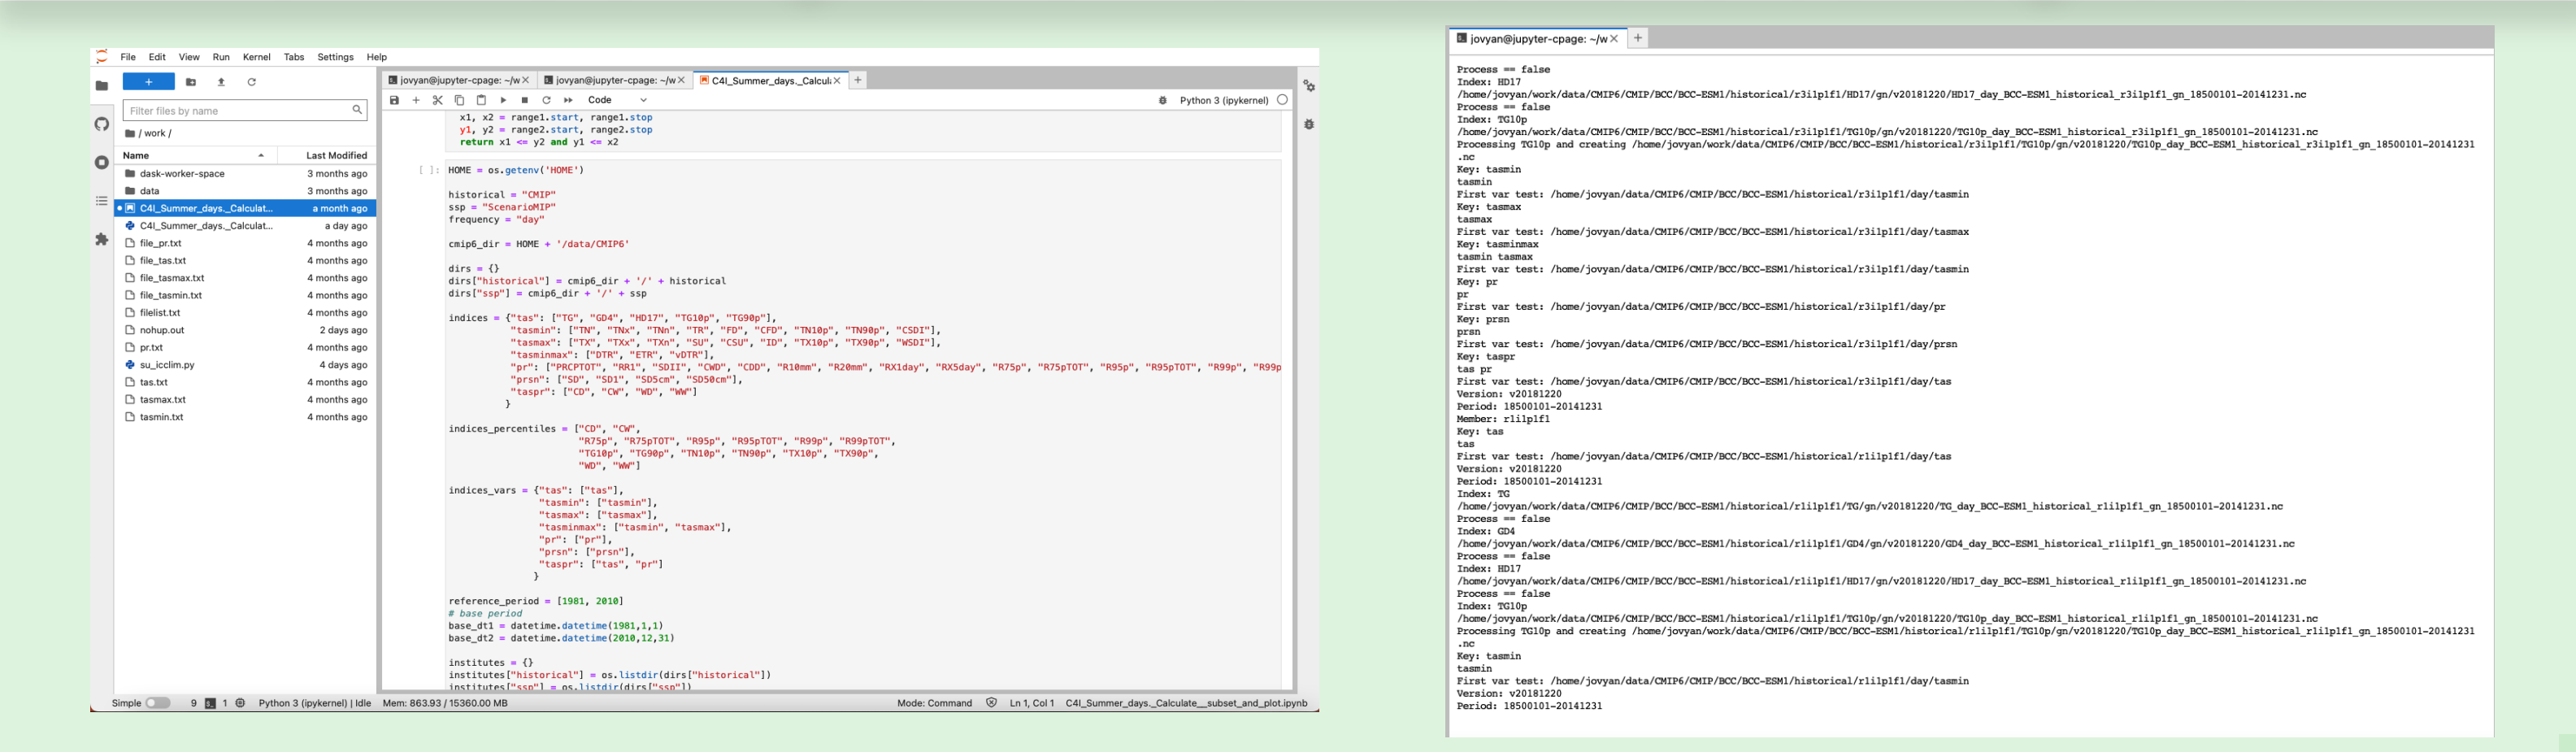 File Edit View Run Kernel Tabs Settings Help
+
Filter files by name
/ work /
Name Last Modified
dask-worker-space 3 months ago
data 3 months ago
C4I_Summer_days._Calculat... a month ago
C4I_Summer_days._Calculat... a day ago
file_pr.txt 4 months ago
file_tas.txt 4 months ago
file_tasmax.txt 4 months ago
file_tasmin.txt 4 months ago
filelist.txt 4 months ago
nohup.out 2 days ago
pr.txt 4 months ago
su_icclim.py 4 days ago
tas.txt 4 months ago
tasmax.txt 4 months ago
tasmin.txt 4 months ago
jovyan@jupyter-cpage: ~/w × jovyan@jupyter-cpage: ~/w × C4I_Summer_days._Calcul × +
Code Python 3 (ipykernel)
x1, x2 = range1.start, range1.stop
y1, y2 = range2.start, range2.stop
return x1 <= y2 and y1 <= x2
[ ]: HOME = os.getenv('HOME')
historical = "CMIP"
ssp = "ScenarioMIP"
frequency = "day"
cmip6_dir = HOME + '/data/CMIP6'
dirs = {}
dirs["historical"] = cmip6_dir + '/' + historical
dirs["ssp"] = cmip6_dir + '/' + ssp
indices = {"tas": ["TG", "GD4", "HD17", "TG10p", "TG90p"],
"tasmin": ["TN", "TNx", "TNn", "TR", "FD", "CFD", "TN10p", "TN90p", "CSDI"],
"tasmax": ["TX", "TXx", "TXn", "SU", "CSU", "ID", "TX10p", "TX90p", "WSDI"],
"tasminmax": ["DTR", "ETR", "vDTR"],
"pr": ["PRCPTOT", "RR1", "SDII", "CWD", "CDD", "R10mm", "R20mm", "RX1day", "RX5day", "R75p", "R75pTOT", "R95p", "R95pTOT", "R99p", "R99p
"prsn": ["SD", "SD1", "SD5cm", "SD50cm"],
"taspr": ["CD", "CW", "WD", "WW"]
}
indices_percentiles = ["CD", "CW",
"R75p", "R75pTOT", "R95p", "R95pTOT", "R99p", "R99pTOT",
"TG10p", "TG90p", "TN10p", "TN90p", "TX10p", "TX90p",
"WD", "WW"]
indices_vars = {"tas": ["tas"],
"tasmin": ["tasmin"],
"tasmax": ["tasmax"],
"tasminmax": ["tasmin", "tasmax"],
"pr": ["pr"],
"prsn": ["prsn"],
"taspr": ["tas", "pr"]
}
reference_period = [1981, 2010]
# base period
base_dt1 = datetime.datetime(1981,1,1)
base_dt2 = datetime.datetime(2010,12,31)
institutes = {}
institutes["historical"] = os.listdir(dirs["historical"])
institutes["ssp"] = os.listdir(dirs["ssp"])
Simple 9 1 Python 3 (ipykernel) | Idle Mem: 863.93 / 15360.00 MB Mode: Command Ln 1, Col 1 C4I_Summer_days._Calculate__subset_and_plot.ipynb
jovyan@jupyter-cpage: ~/w × +
Process == false
Index: HD17
/home/jovyan/work/data/CMIP6/CMIP/BCC/BCC-ESM1/historical/r3i1p1f1/HD17/gn/v20181220/HD17_day_BCC-ESM1_historical_r3i1p1f1_gn_18500101-20141231.nc
Process == false
Index: TG10p
/home/jovyan/work/data/CMIP6/CMIP/BCC/BCC-ESM1/historical/r3i1p1f1/TG10p/gn/v20181220/TG10p_day_BCC-ESM1_historical_r3i1p1f1_gn_18500101-20141231.nc
Processing TG10p and creating /home/jovyan/work/data/CMIP6/CMIP/BCC/BCC-ESM1/historical/r3i1p1f1/TG10p/gn/v20181220/TG10p_day_BCC-ESM1_historical_r3i1p1f1_gn_18500101-20141231
.nc
Key: tasmin
tasmin
First var test: /home/jovyan/data/CMIP6/CMIP/BCC/BCC-ESM1/historical/r3i1p1f1/day/tasmin
Key: tasmax
tasmax
First var test: /home/jovyan/data/CMIP6/CMIP/BCC/BCC-ESM1/historical/r3i1p1f1/day/tasmax
Key: tasminmax
tasmin tasmax
First var test: /home/jovyan/data/CMIP6/CMIP/BCC/BCC-ESM1/historical/r3i1p1f1/day/tasmin
Key: pr
pr
First var test: /home/jovyan/data/CMIP6/CMIP/BCC/BCC-ESM1/historical/r3i1p1f1/day/pr
Key: prsn
prsn
First var test: /home/jovyan/data/CMIP6/CMIP/BCC/BCC-ESM1/historical/r3i1p1f1/day/prsn
Key: taspr
tas pr
First var test: /home/jovyan/data/CMIP6/CMIP/BCC/BCC-ESM1/historical/r3i1p1f1/day/tas
Version: v20181220
Period: 18500101-20141231
Member: r1i1p1f1
Key: tas
tas
First var test: /home/jovyan/data/CMIP6/CMIP/BCC/BCC-ESM1/historical/r1i1p1f1/day/tas
Version: v20181220
Period: 18500101-20141231
Index: TG
/home/jovyan/work/data/CMIP6/CMIP/BCC/BCC-ESM1/historical/r1i1p1f1/TG/gn/v20181220/TG_day_BCC-ESM1_historical_r1i1p1f1_gn_18500101-20141231.nc
Process == false
Index: GD4
/home/jovyan/work/data/CMIP6/CMIP/BCC/BCC-ESM1/historical/r1i1p1f1/GD4/gn/v20181220/GD4_day_BCC-ESM1_historical_r1i1p1f1_gn_18500101-20141231.nc
Process == false
Index: HD17
/home/jovyan/work/data/CMIP6/CMIP/BCC/BCC-ESM1/historical/r1i1p1f1/HD17/gn/v20181220/HD17_day_BCC-ESM1_historical_r1i1p1f1_gn_18500101-20141231.nc
Process == false
Index: TG10p
/home/jovyan/work/data/CMIP6/CMIP/BCC/BCC-ESM1/historical/r1i1p1f1/TG10p/gn/v20181220/TG10p_day_BCC-ESM1_historical_r1i1p1f1_gn_18500101-20141231.nc
Processing TG10p and creating /home/jovyan/work/data/CMIP6/CMIP/BCC/BCC-ESM1/historical/r1i1p1f1/TG10p/gn/v20181220/TG10p_day_BCC-ESM1_historical_r1i1p1f1_gn_18500101-20141231
.nc
Key: tasmin
tasmin
First var test: /home/jovyan/data/CMIP6/CMIP/BCC/BCC-ESM1/historical/r1i1p1f1/day/tasmin
Version: v20181220
Period: 18500101-20141231